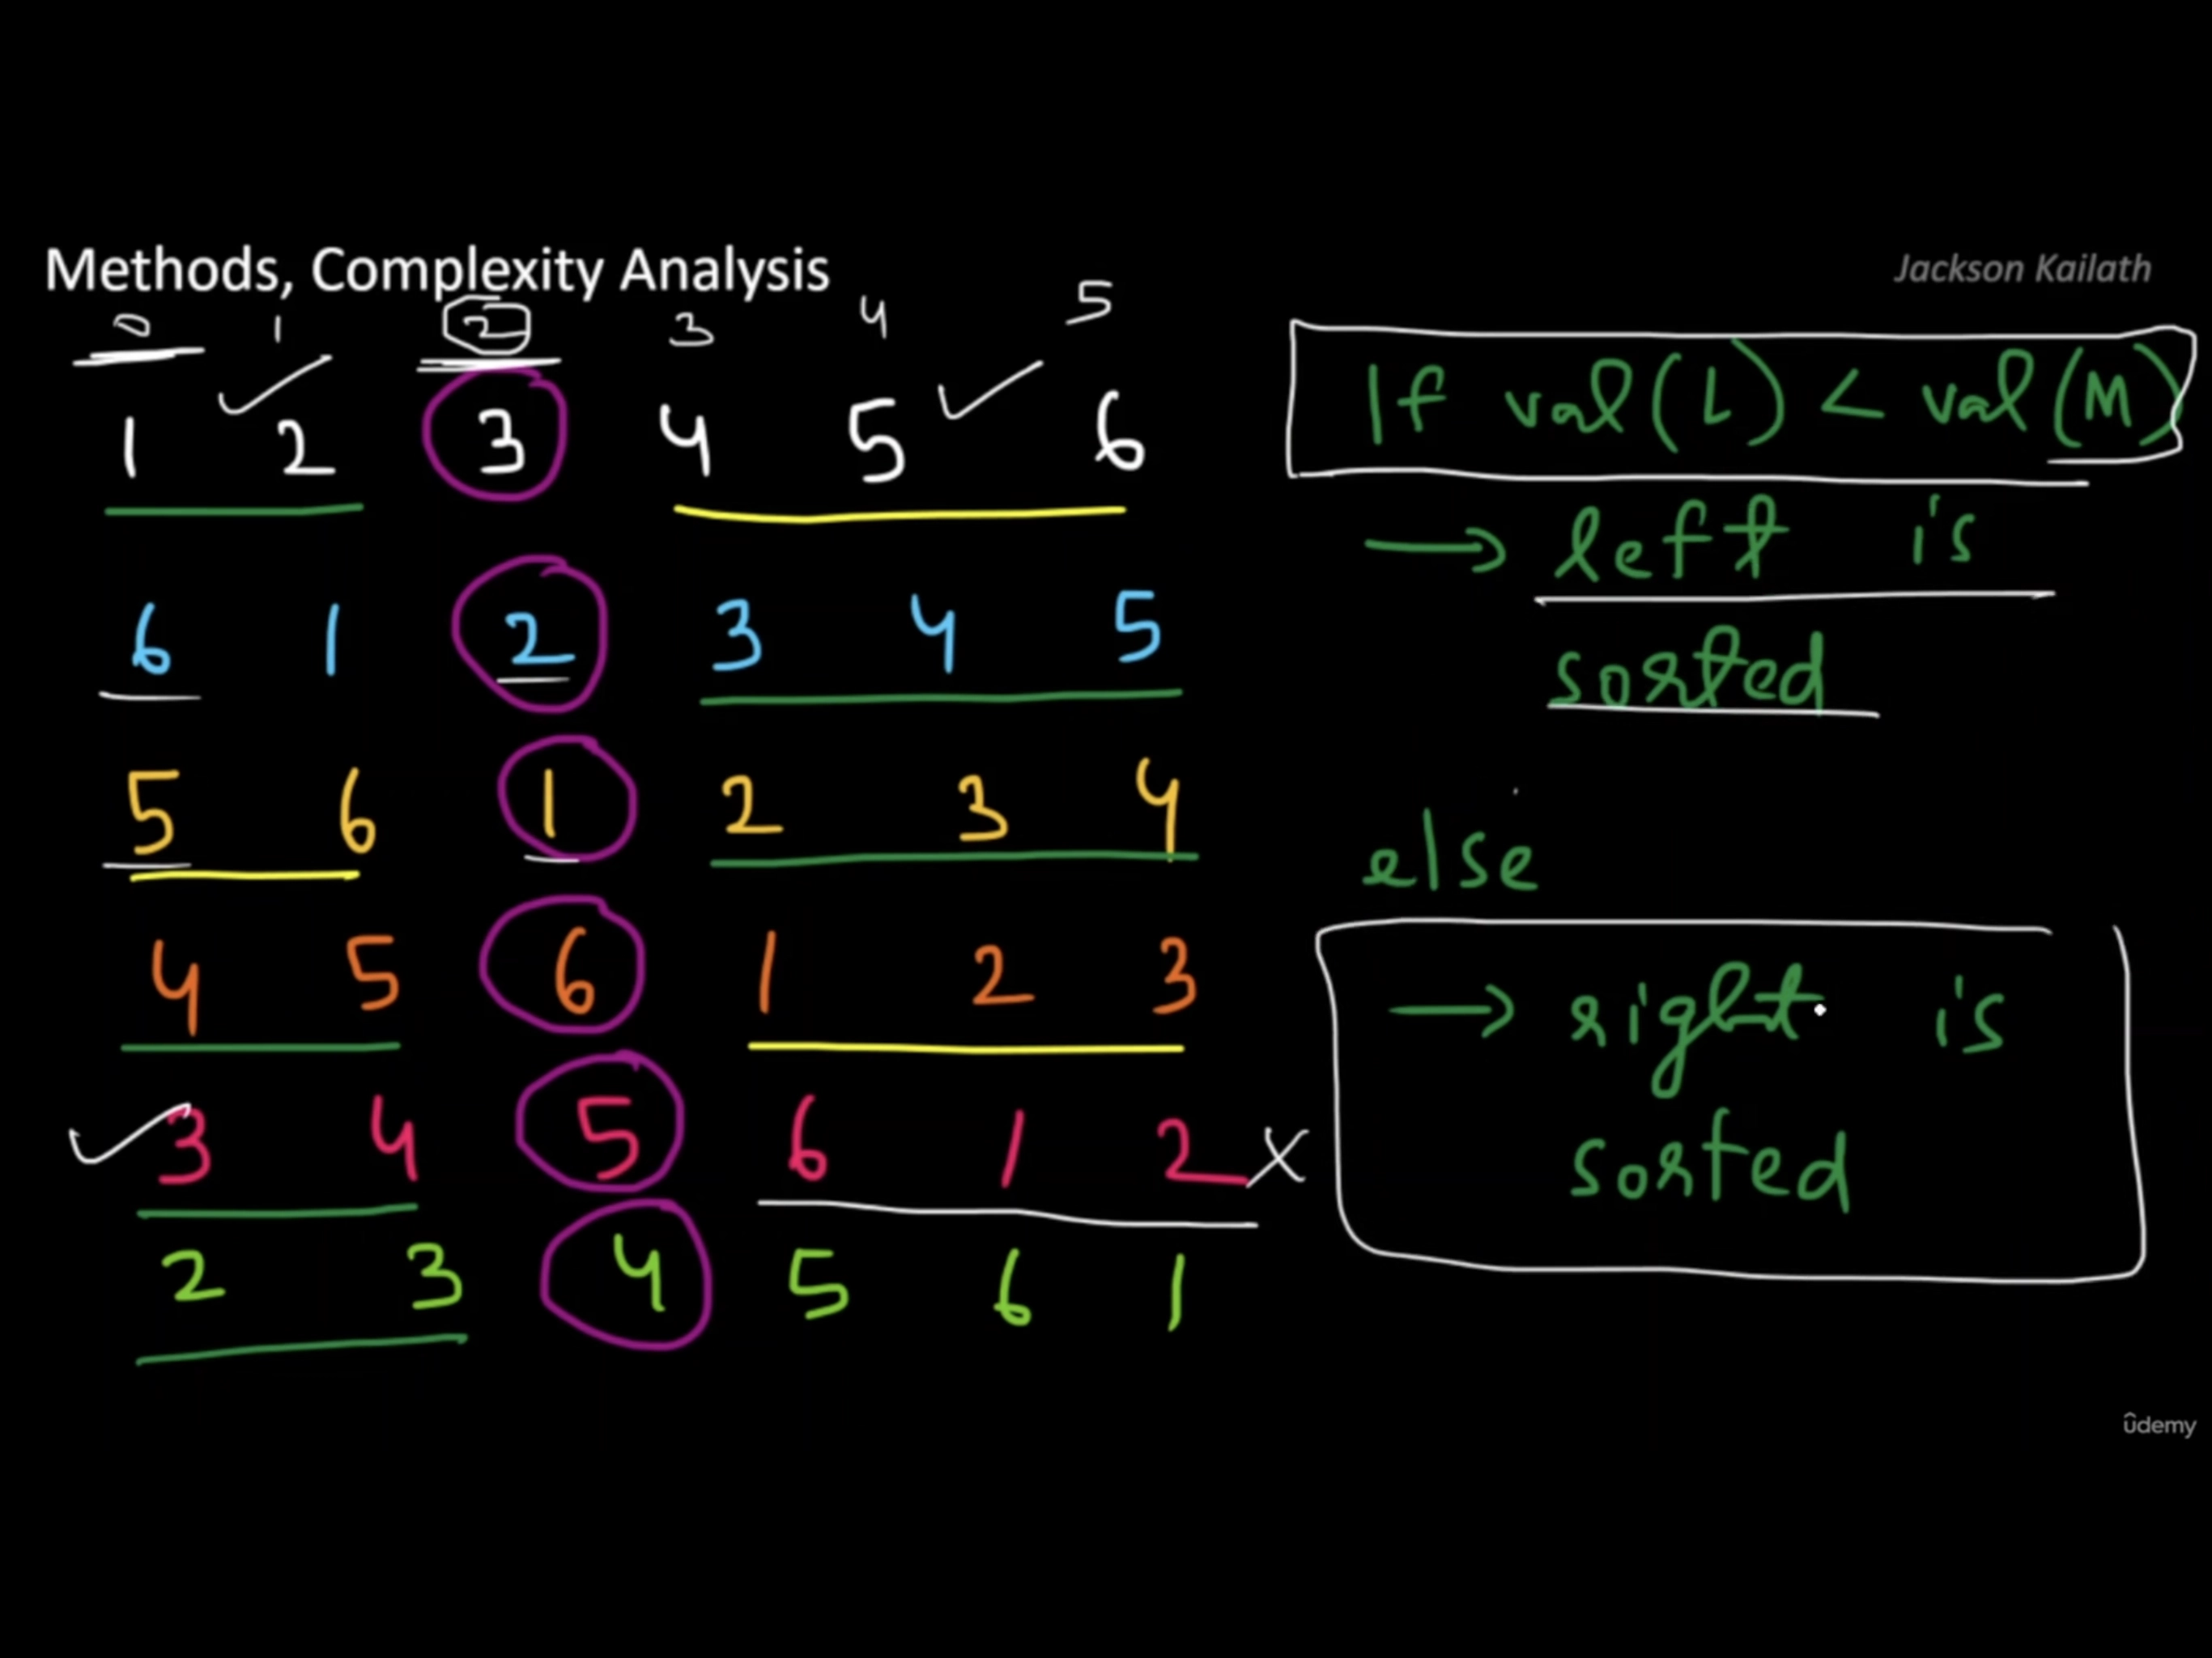 Methods, Complexity Analysis
Jackson Kailath
0 1 2 3 4 5
1 2 3 4 5 6
6 1 2 3 4 5
5 6 1 2 3 4
4 5 6 1 2 3
3 4 5 6 1 2 x
2 3 4 5 6 1
If val(L) < val(M)
→ left is
sorted
else
→ right is
sorted
ûdemy